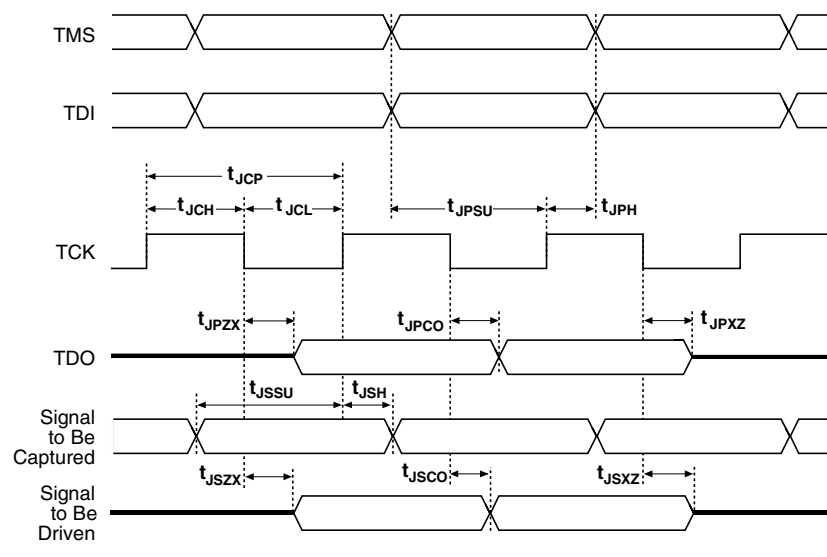 TMS
TDI
tJCP
tJCH tJCL tJPSU tJPH
TCK
tJPZX tJPCO tJPXZ
TDO
tJSSU tJSH
Signal
to Be
Captured
tJSZX tJSCO tJSXZ
Signal
to Be
Driven